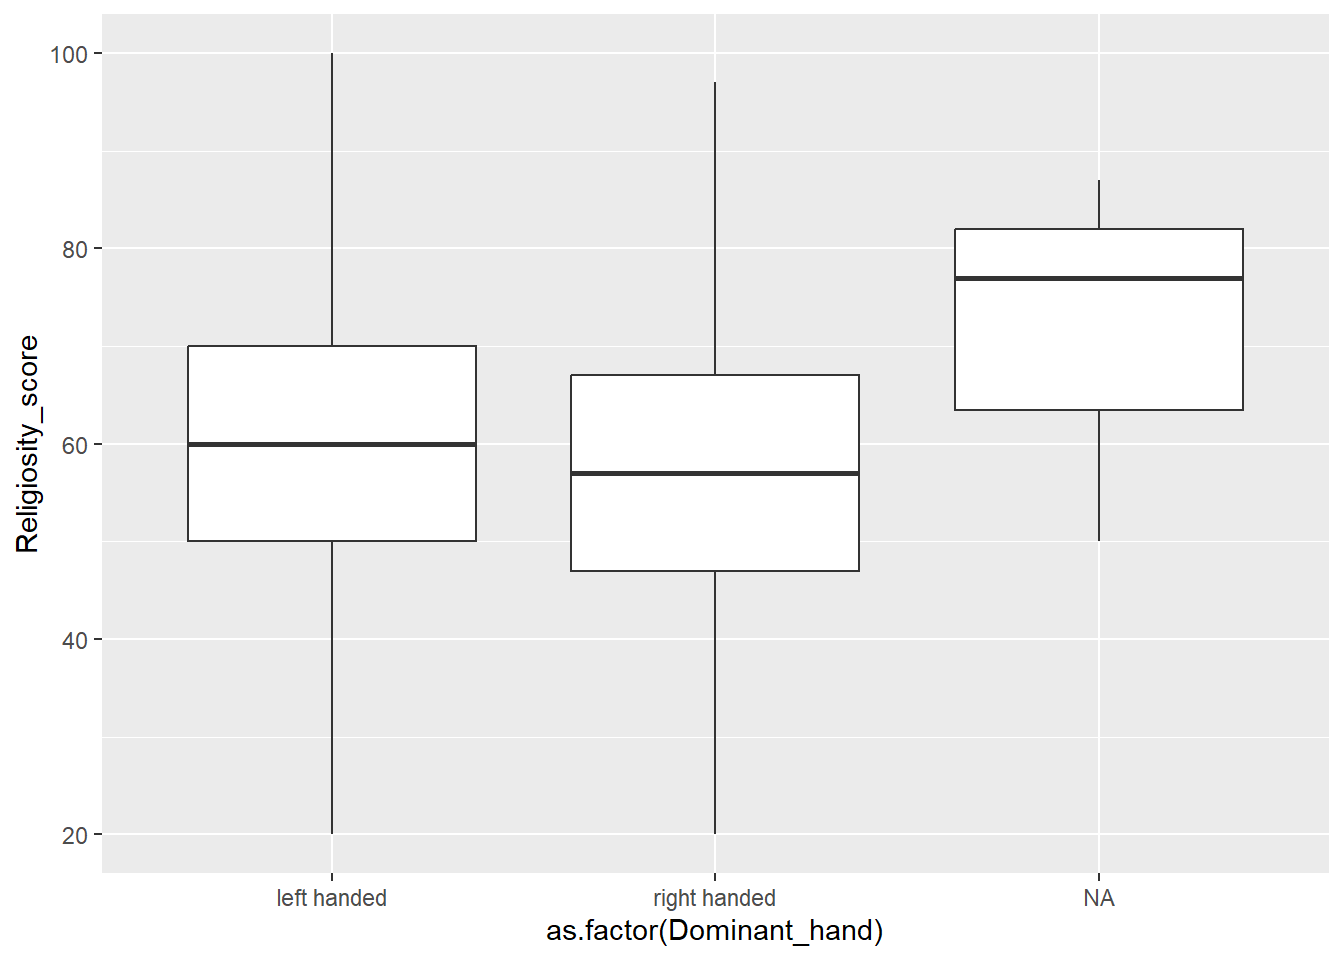 Religiosity_score
100
80
60
40
20
left handed
right handed
NA
as.factor(Dominant_hand)